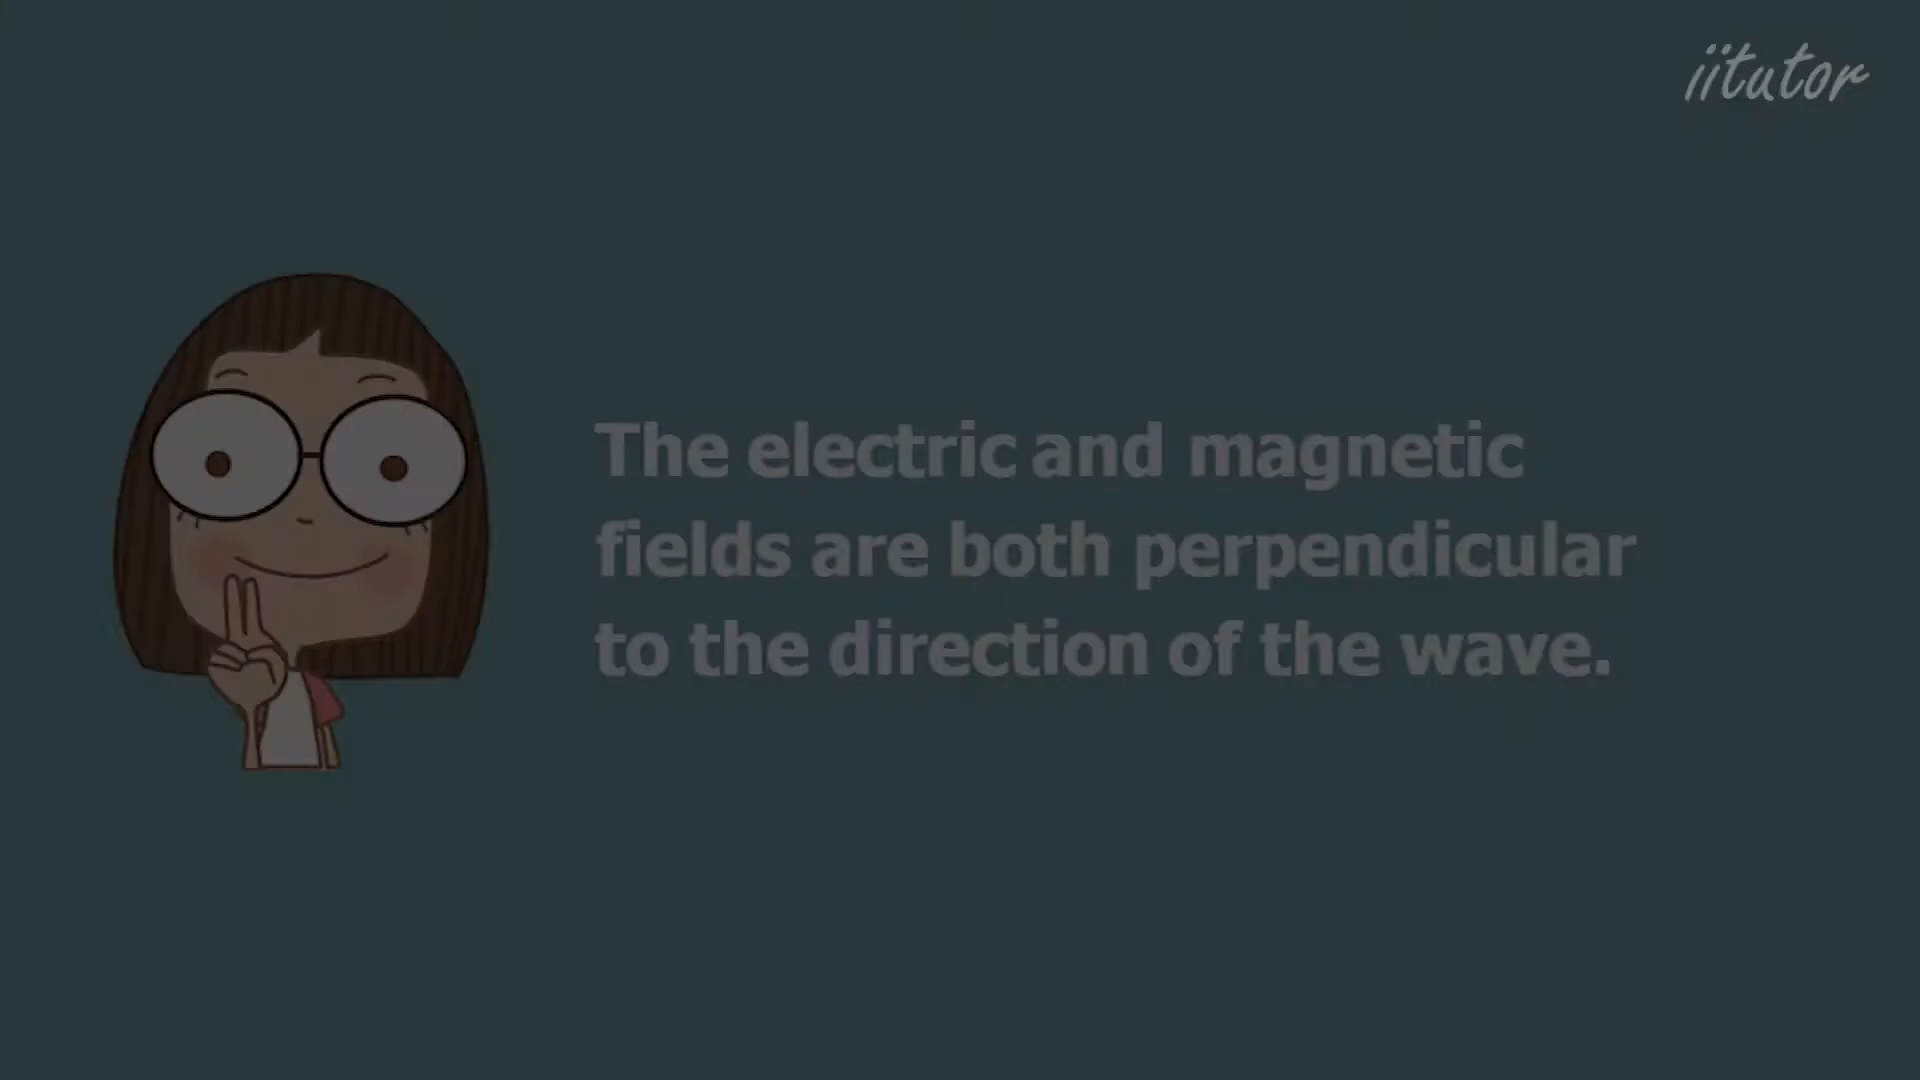 iitutor
The electric and magnetic
fields are both perpendicular
to the direction of the wave.